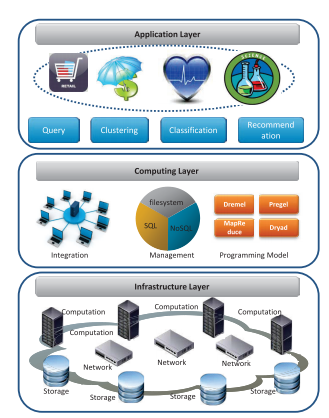 Application Layer
RETAIL
SCIENCE
Query
Clustering
Classification
Recommend
ation
Computing Layer
filesystem
SQL
NoSQL
Dremel
Pregel
MapRe
duce
Dryad
Integration
Management
Programming Model
Infrastructure Layer
Computation
Computation
Computation
Computation
Network
Network
Network
Storage
Storage
Storage
Storage